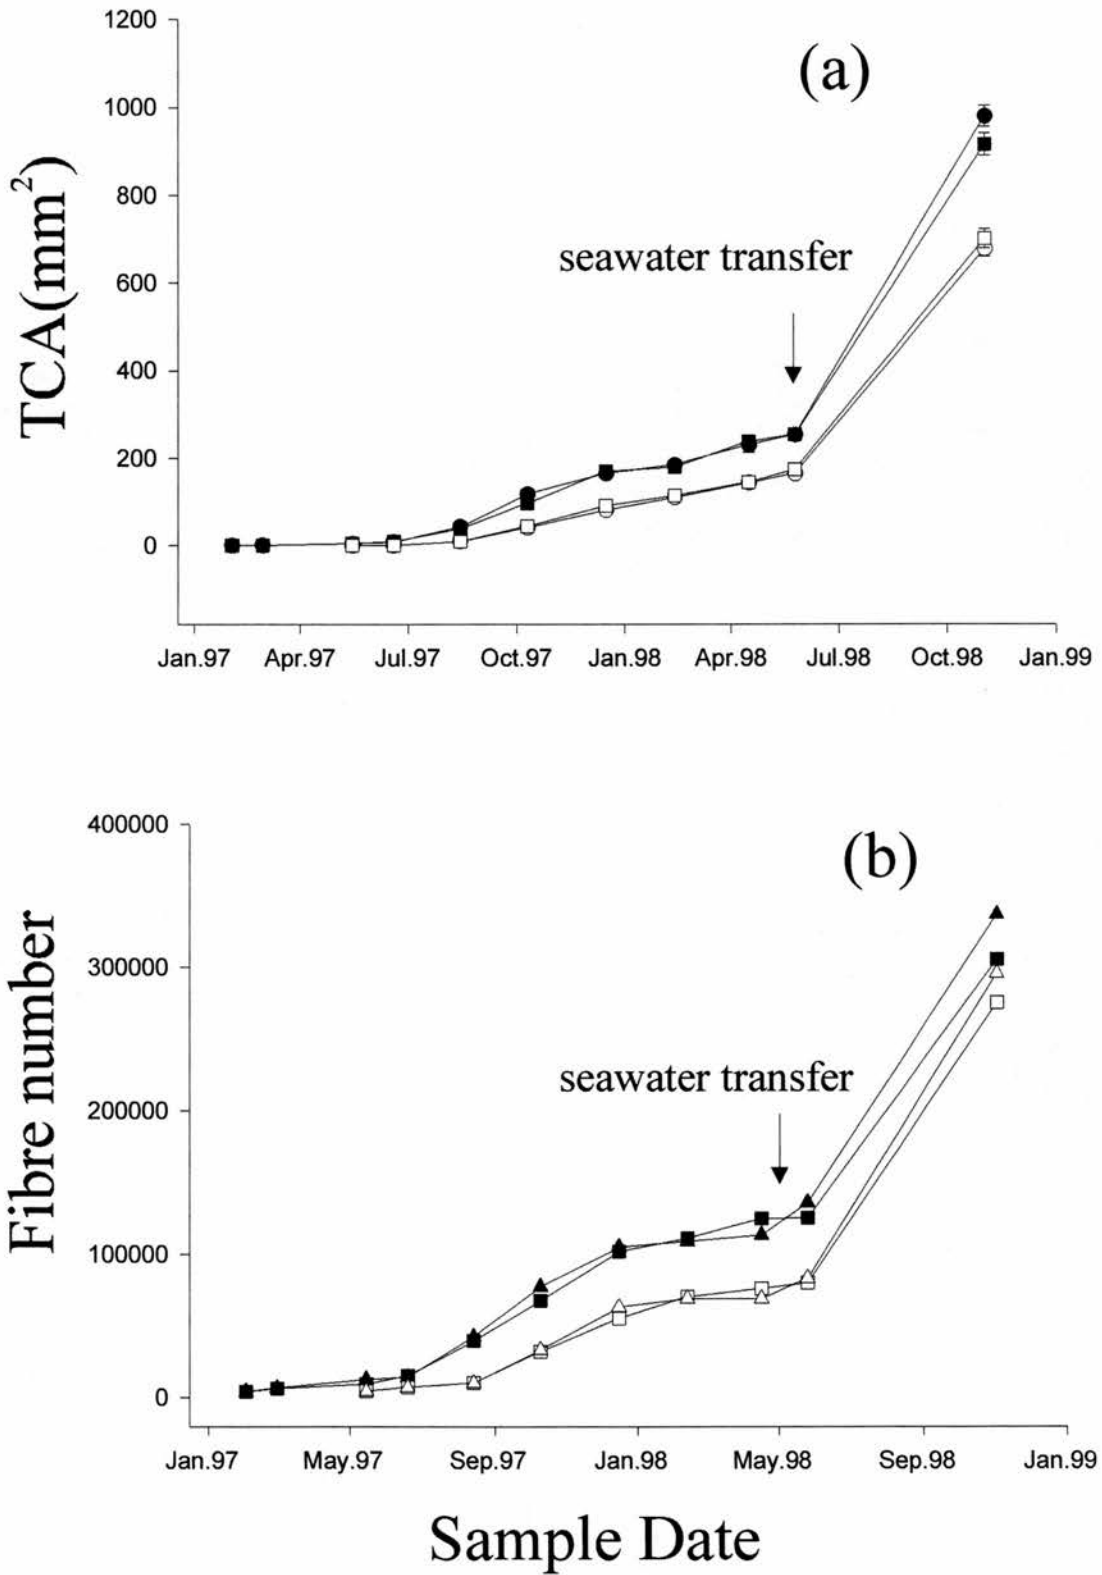 (a)
TCA(mm²)
1200
1000
800
600
400
200
0
seawater transfer
Jan.97 Apr.97 Jul.97 Oct.97 Jan.98 Apr.98 Jul.98 Oct.98 Jan.99
(b)
Fibre number
400000
300000
200000
100000
0
seawater transfer
Jan.97 May.97 Sep.97 Jan.98 May.98 Sep.98 Jan.99
Sample Date